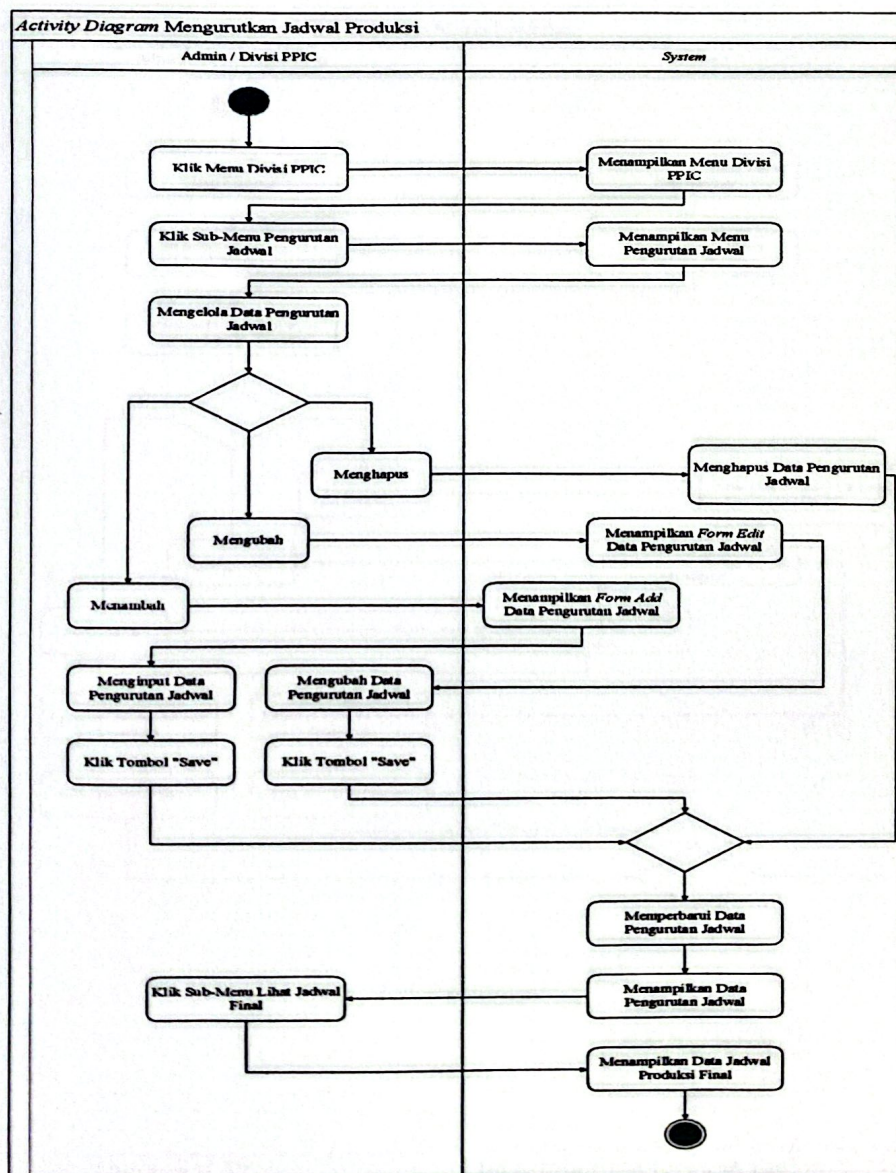 Activity Diagram Mengurutkan Jadwal Produksi
Admin / Divisi PPIC
System
Klik Menu Divisi PPIC
Menampilkan Menu Divisi
PPIC
Klik Sub-Menu Pengurutan
Jadwal
Menampilkan Menu
Pengurutan Jadwal
Mengelola Data Pengurutan
Jadwal
Menghapus
Menghapus Data Pengurutan
Jadwal
Mengubah
Menampilkan Form Edit
Data Pengurutan Jadwal
Menambah
Menampilkan Form Add
Data Pengurutan Jadwal
Menginput Data
Pengurutan Jadwal
Mengubah Data
Pengurutan Jadwal
Klik Tombol "Save"
Klik Tombol "Save"
Memperbarui Data
Pengurutan Jadwal
Klik Sub-Menu Lihat Jadwal
Final
Menampilkan Data
Pengurutan Jadwal
Menampilkan Data Jadwal
Produksi Final